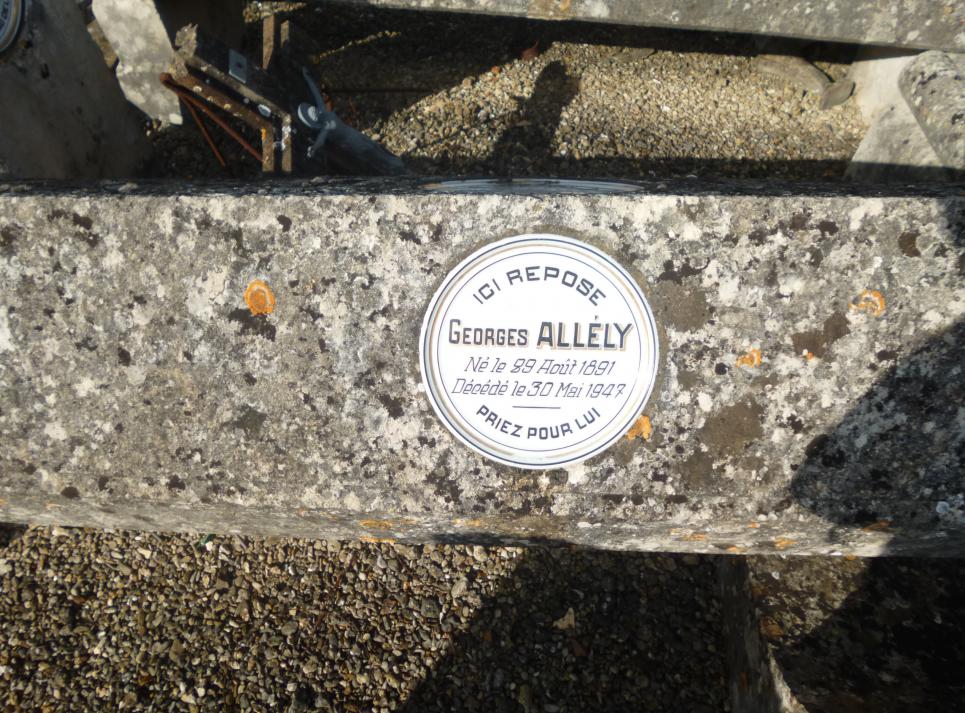 ICI REPOSE
GEORGES ALLÉLY
Né le 29 Août 1891
Décédé le 30 Mai 1947
PRIEZ POUR LUI